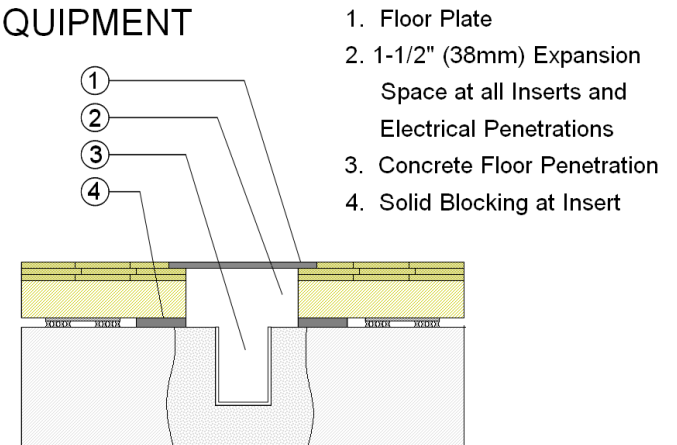 QUIPMENT
1. Floor Plate
2. 1-1/2" (38mm) Expansion
Space at all Inserts and
Electrical Penetrations
3. Concrete Floor Penetration
4. Solid Blocking at Insert
1
2
3
4